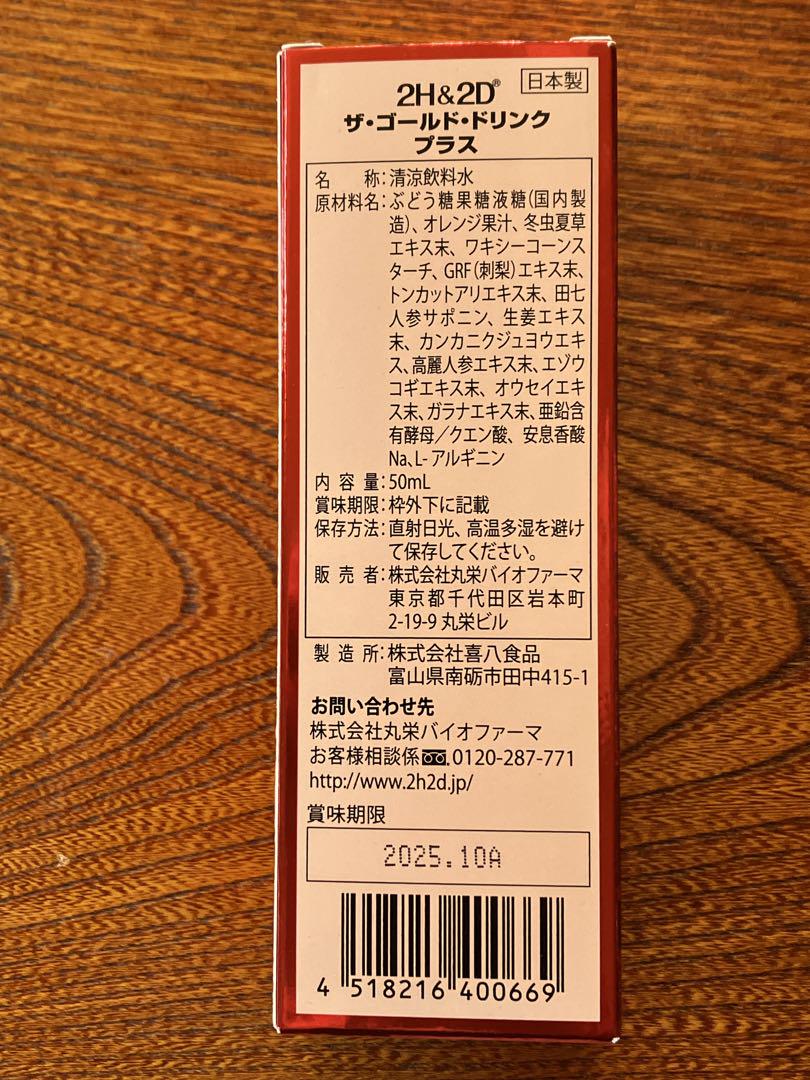 2H&2D®
日本製
ザ・ゴールド・ドリンク
プラス
名 称:清涼飲料水
原材料名:ぶどう糖果糖液糖(国内製
造)、オレンジ果汁、冬虫夏草
エキス末、ワキシーコーンス
ターチ、GRF(刺梨)エキス末、
トンカットアリエキス末、田七
人参サポニン、生姜エキス
末、カンカニクジュヨウエキ
ス、高麗人参エキス末、エゾウ
コギエキス末、オウセイエキ
ス末、ガラナエキス末、亜鉛含
有酵母/クエン酸、安息香酸
Na、L-アルギニン
内 容 量:50mL
賞味期限:枠外下に記載
保存方法:直射日光、高温多湿を避け
て保存してください。
販 売 者:株式会社丸栄バイオファーマ
東京都千代田区岩本町
2-19-9 丸栄ビル
製 造 所:株式会社喜八食品
富山県南砺市田中415-1
お問い合わせ先
株式会社丸栄バイオファーマ
お客様相談係 0120-287-771
http://www.2h2d.jp/
賞味期限
2025.10A
4 518216 400669